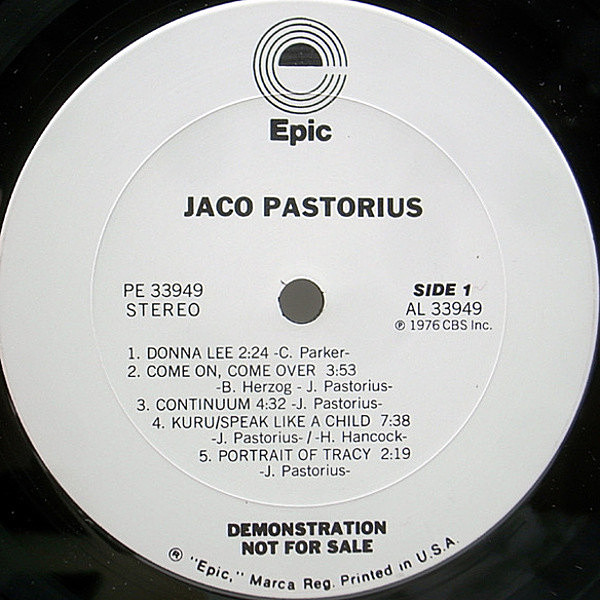 Epic
JACO PASTORIUS
PE 33949
STEREO
SIDE 1
AL 33949
℗ 1976 CBS Inc.
1. DONNA LEE 2:24 -C. Parker-
2. COME ON, COME OVER 3:53
-B. Herzog - J. Pastorius-
3. CONTINUUM 4:32 -J. Pastorius-
4. KURU/SPEAK LIKE A CHILD 7:38
-J. Pastorius- / -H. Hancock-
5. PORTRAIT OF TRACY 2:19
-J. Pastorius-
DEMONSTRATION
NOT FOR SALE
® "Epic," Marca Reg. Printed in U.S.A.